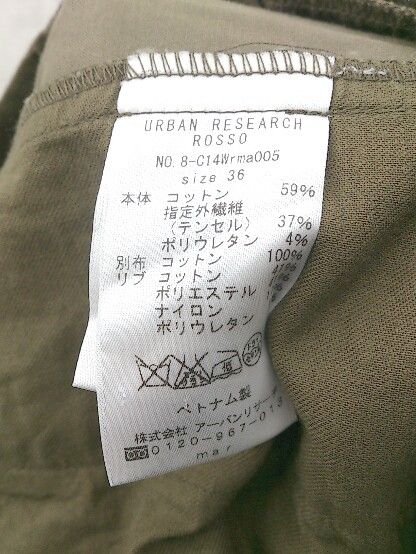 URBAN RESEARCH
ROSSO
NO.8-C14Wrma005
size 36
本体 コットン 59%
指定外繊維
(テンセル) 37%
ポリウレタン 4%
別布 コットン 100%
リブ コットン
ポリエステル
ナイロン
ポリウレタン
ベトナム製
株式会社 アーバンリサーチ
0120-967-013
mar